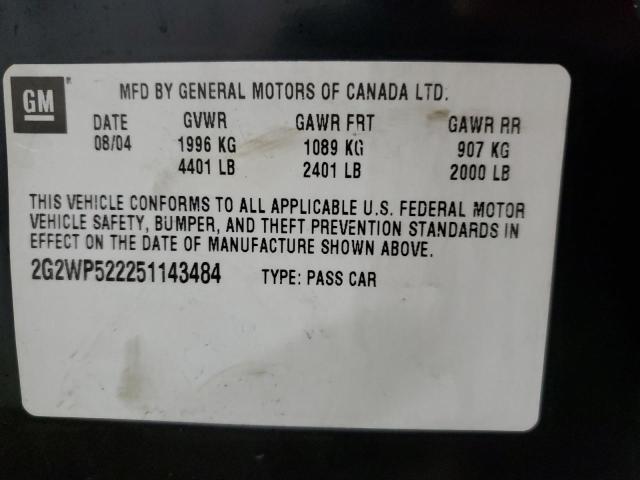 GM
MFD BY GENERAL MOTORS OF CANADA LTD.
DATE GVWR GAWR FRT GAWR RR
08/04 1996 KG 1089 KG 907 KG
4401 LB 2401 LB 2000 LB
THIS VEHICLE CONFORMS TO ALL APPLICABLE U.S. FEDERAL MOTOR
VEHICLE SAFETY, BUMPER, AND THEFT PREVENTION STANDARDS IN
EFFECT ON THE DATE OF MANUFACTURE SHOWN ABOVE.
2G2WP522251143484 TYPE: PASS CAR